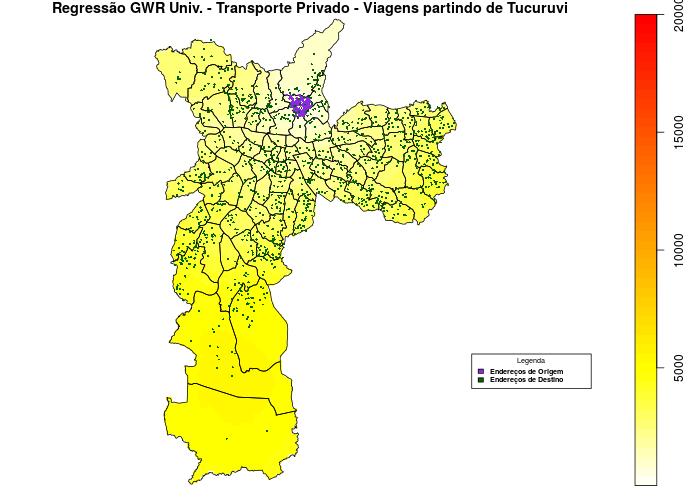 Regressão GWR Univ. - Transporte Privado - Viagens partindo de Tucuruvi
20000
15000
10000
5000
Legenda
Endereços de Origem
Endereços de Destino